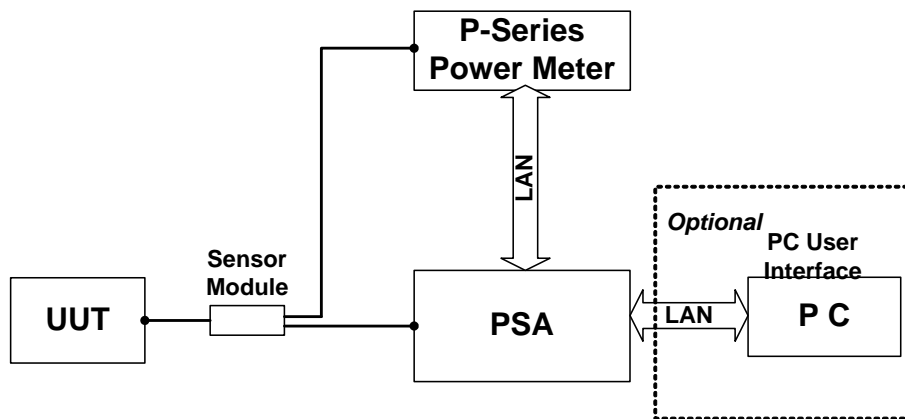 P-Series
Power Meter
LAN
Optional
PC User
Interface
Sensor
Module
UUT
PSA
LAN
P C